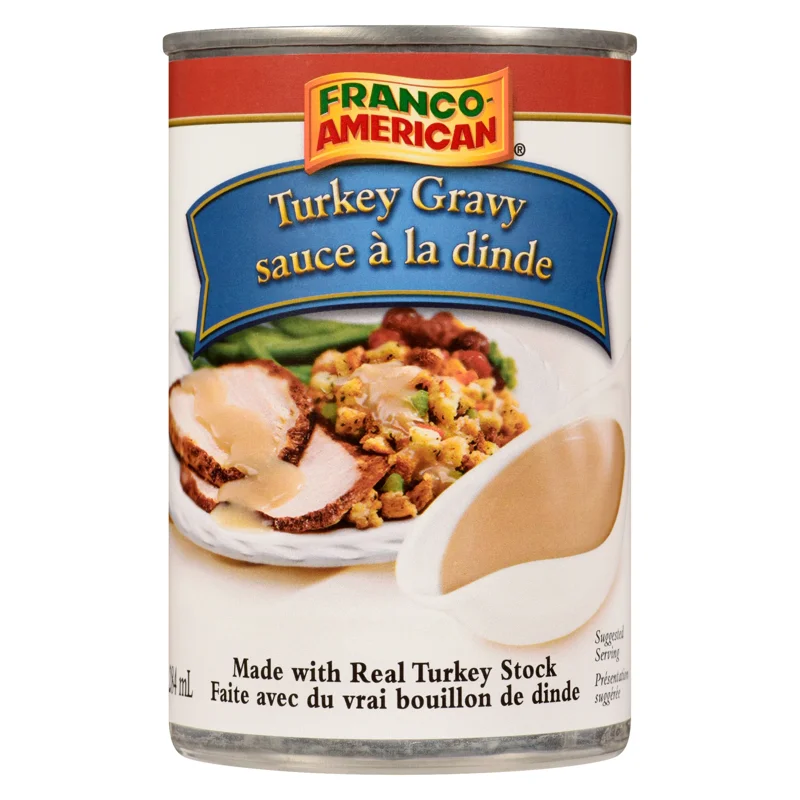 FRANCO-
AMERICAN®
Turkey Gravy
sauce à la dinde
Suggested
Serving
Présentation
suggérée
mL
Made with Real Turkey Stock
Faite avec du vrai bouillon de dinde